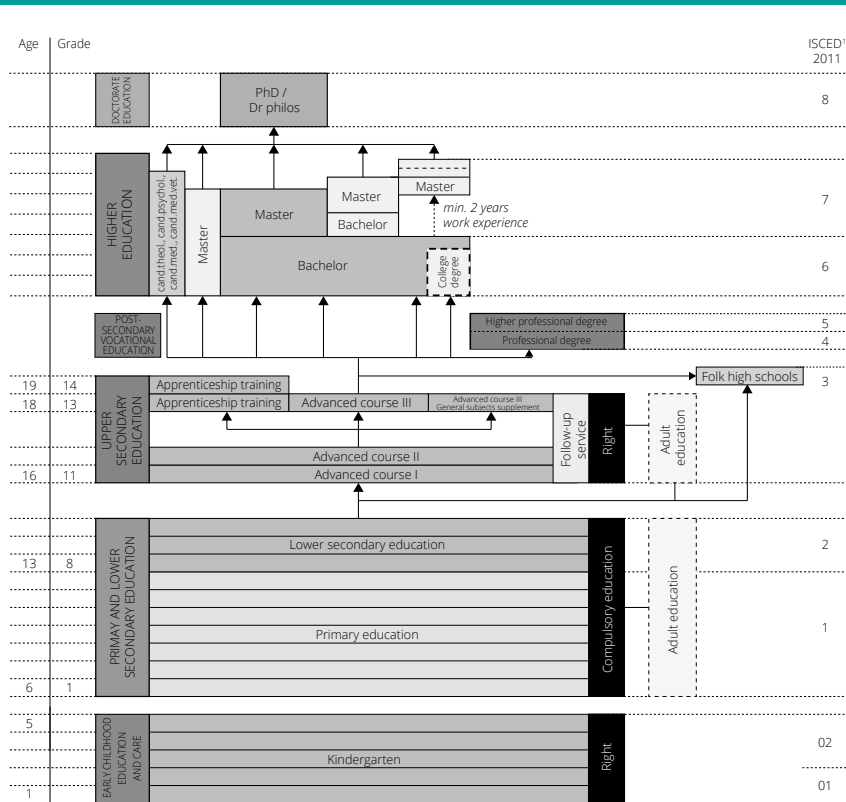 Age
Grade
ISCED¹
2011
DOCTORATE
EDUCATION
PhD /
Dr philos
8
HIGHER
EDUCATION
cand.theol., cand.psychol.,
cand.med., cand.med.vet.
Master
Master
Master
Bachelor
Master
min. 2 years
work experience
7
Bachelor
College
degree
6
POST-
SECONDARY
VOCATIONAL
EDUCATION
Higher professional degree
5
Professional degree
4
Folk high schools
3
19
14
Apprenticeship training
18
13
Apprenticeship training
Advanced course III
Advanced course III
General subjects supplement
UPPER
SECONDARY
EDUCATION
Follow-up
service
Right
Adult
education
Advanced course II
16
11
Advanced course I
PRIMAY AND LOWER
SECONDARY EDUCATION
Lower secondary education
2
13
8
Compulsory education
Adult education
Primary education
1
6
1
5
EARLY CHILDHOOD
EDUCATION
AND CARE
Kindergarten
Right
02
01
1